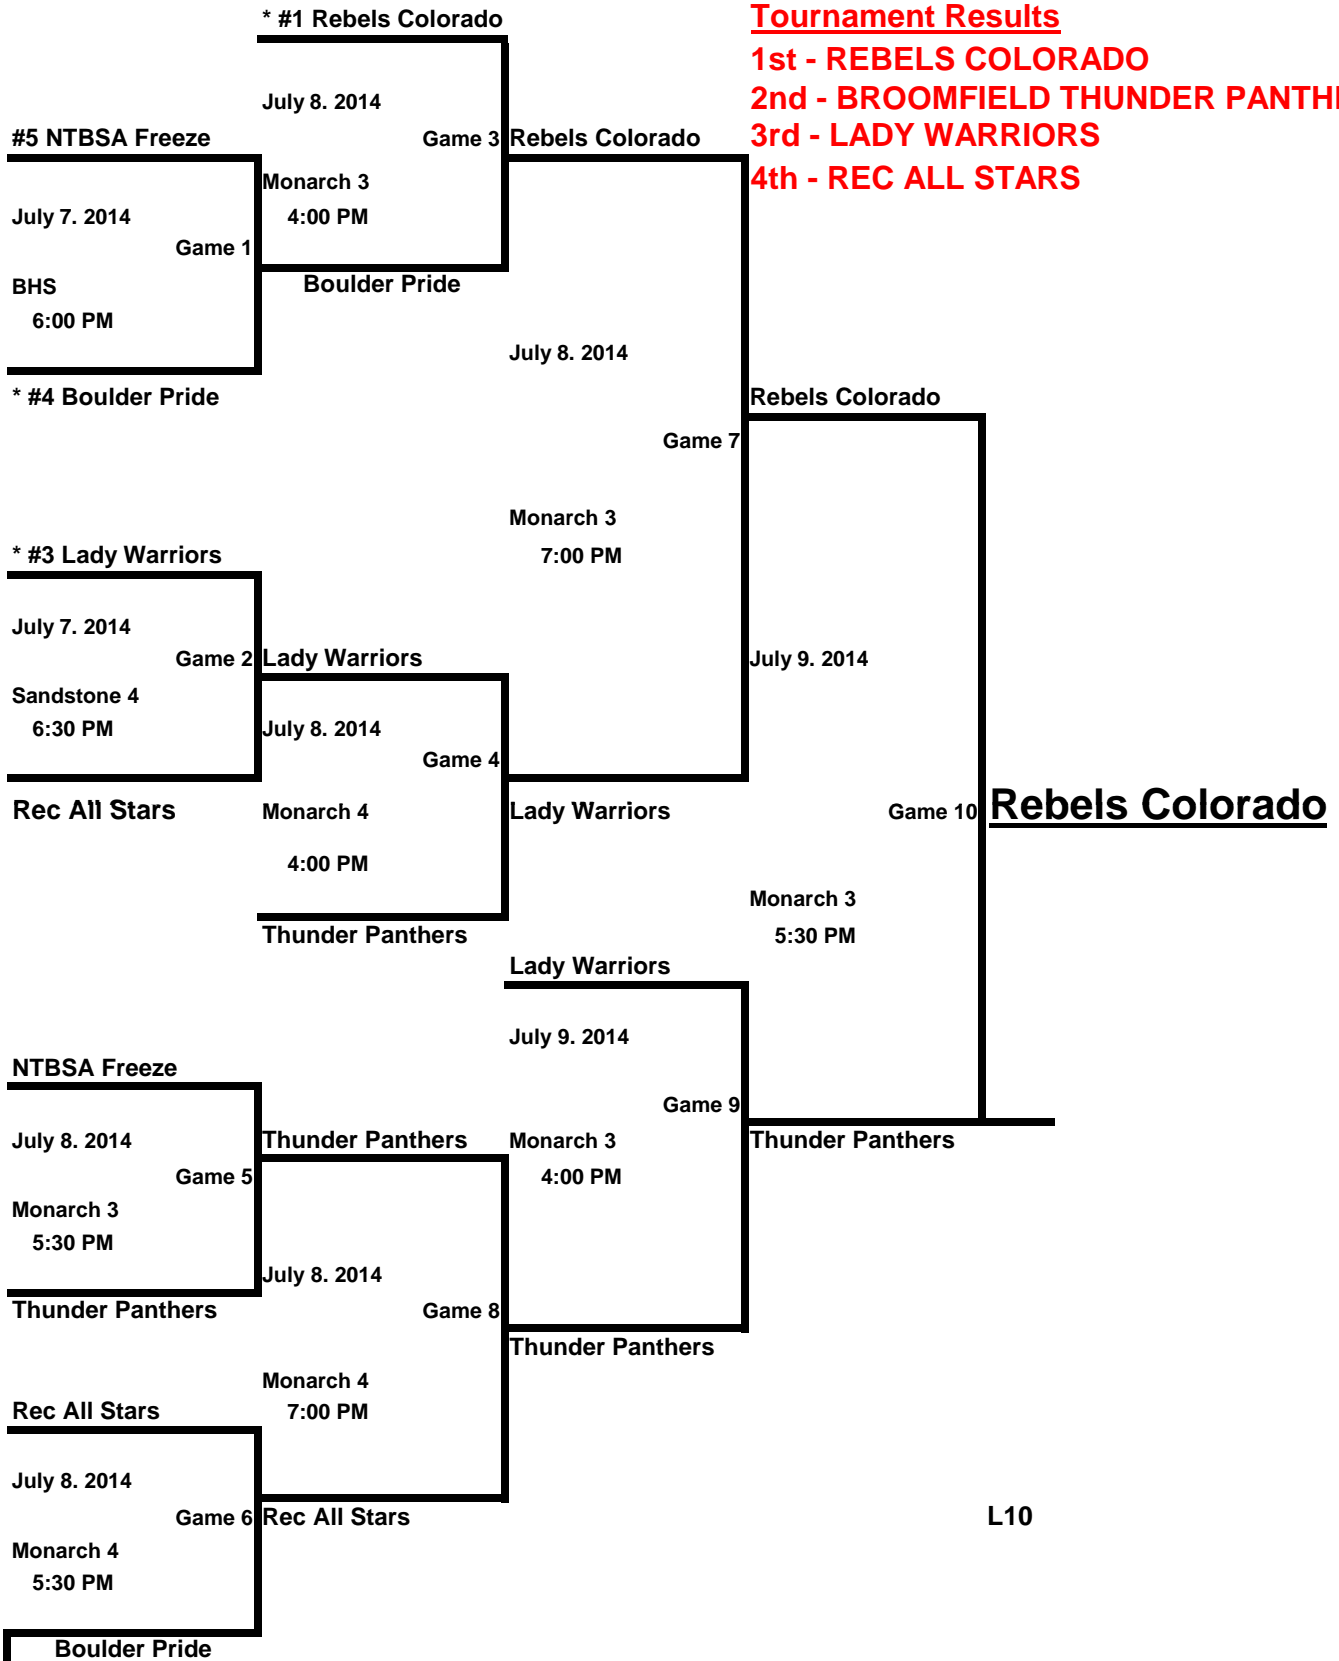 * #1 Rebels Colorado
Tournament Results
1st - REBELS COLORADO
2nd - BROOMFIELD THUNDER
3rd - LADY WARRIORS
4th - REC ALL STARS
July 8. 2014
#5 NTBSA Freeze
Game 3
Rebels Colorado
Monarch 3
4:00 PM
July 7. 2014
Game 1
Boulder Pride
BHS
6:00 PM
July 8. 2014
* #4 Boulder Pride
Rebels Colorado
Game 7
Monarch 3
7:00 PM
* #3 Lady Warriors
July 7. 2014
Game 2
Lady Warriors
July 9. 2014
Sandstone 4
6:30 PM
July 8. 2014
Game 4
Rec All Stars
Monarch 4
Lady Warriors
Game 10
Rebels Colorado
4:00 PM
Monarch 3
5:30 PM
Thunder Panthers
Lady Warriors
July 9. 2014
NTBSA Freeze
Game 9
July 8. 2014
Thunder Panthers
Monarch 3
4:00 PM
Thunder Panthers
Game 5
Monarch 3
5:30 PM
July 8. 2014
Thunder Panthers
Game 8
Thunder Panthers
Monarch 4
7:00 PM
Rec All Stars
July 8. 2014
Game 6
Rec All Stars
L10
Monarch 4
5:30 PM
Boulder Pride